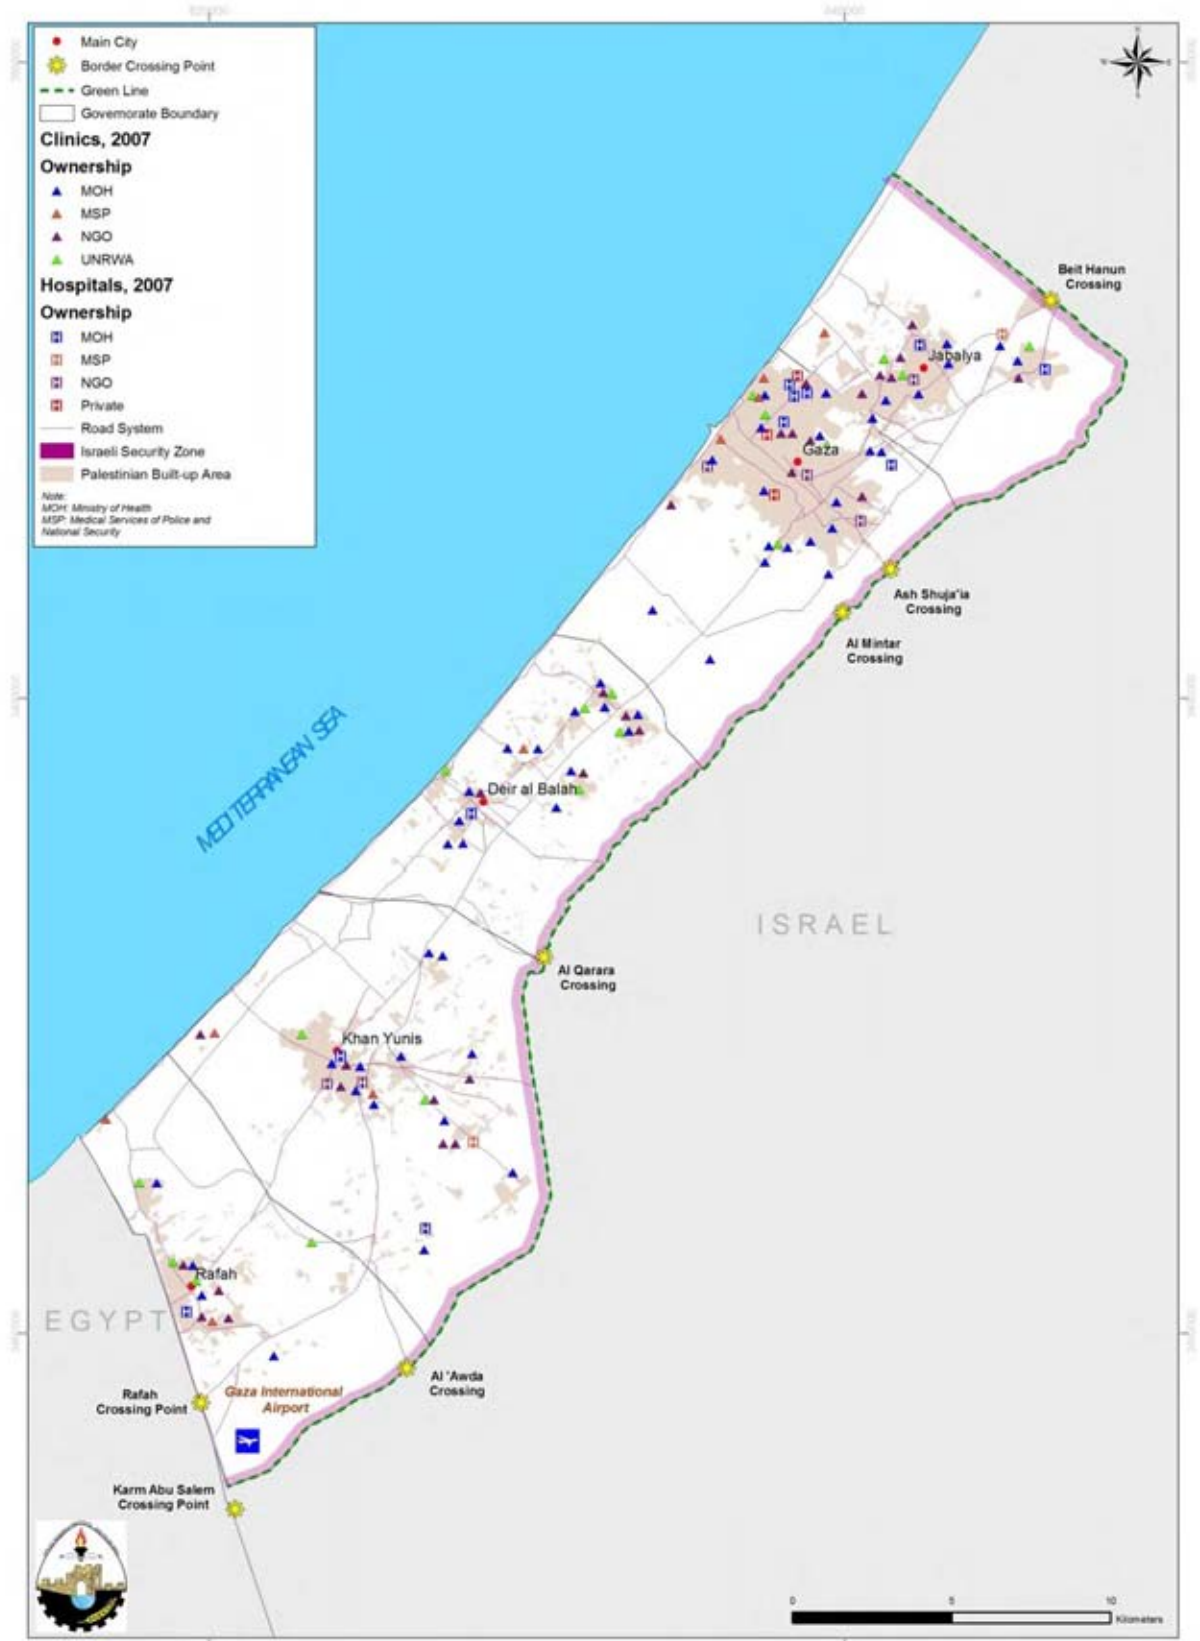 Main City
Border Crossing Point
Green Line
Governorate Boundary
Clinics, 2007
Ownership
MOH
MSP
NGO
UNRWA
Hospitals, 2007
Ownership
MOH
MSP
NGO
Private
Road System
Israeli Security Zone
Palestinian Built-up Area
Note:
MOH: Ministry of Health
MSP: Medical Services of Police and
National Security
Beit Hanun
Crossing
Jabalya
Gaza
Ash Shuja'ia
Crossing
Al Mintar
Crossing
MEDITERRANEAN SEA
Deir al Balah
ISRAEL
Al Qarara
Crossing
Khan Yunis
Rafah
EGYPT
Al 'Awda
Crossing
Rafah
Crossing Point
Gaza International
Airport
Karm Abu Salem
Crossing Point
0 5 10
Kilometers